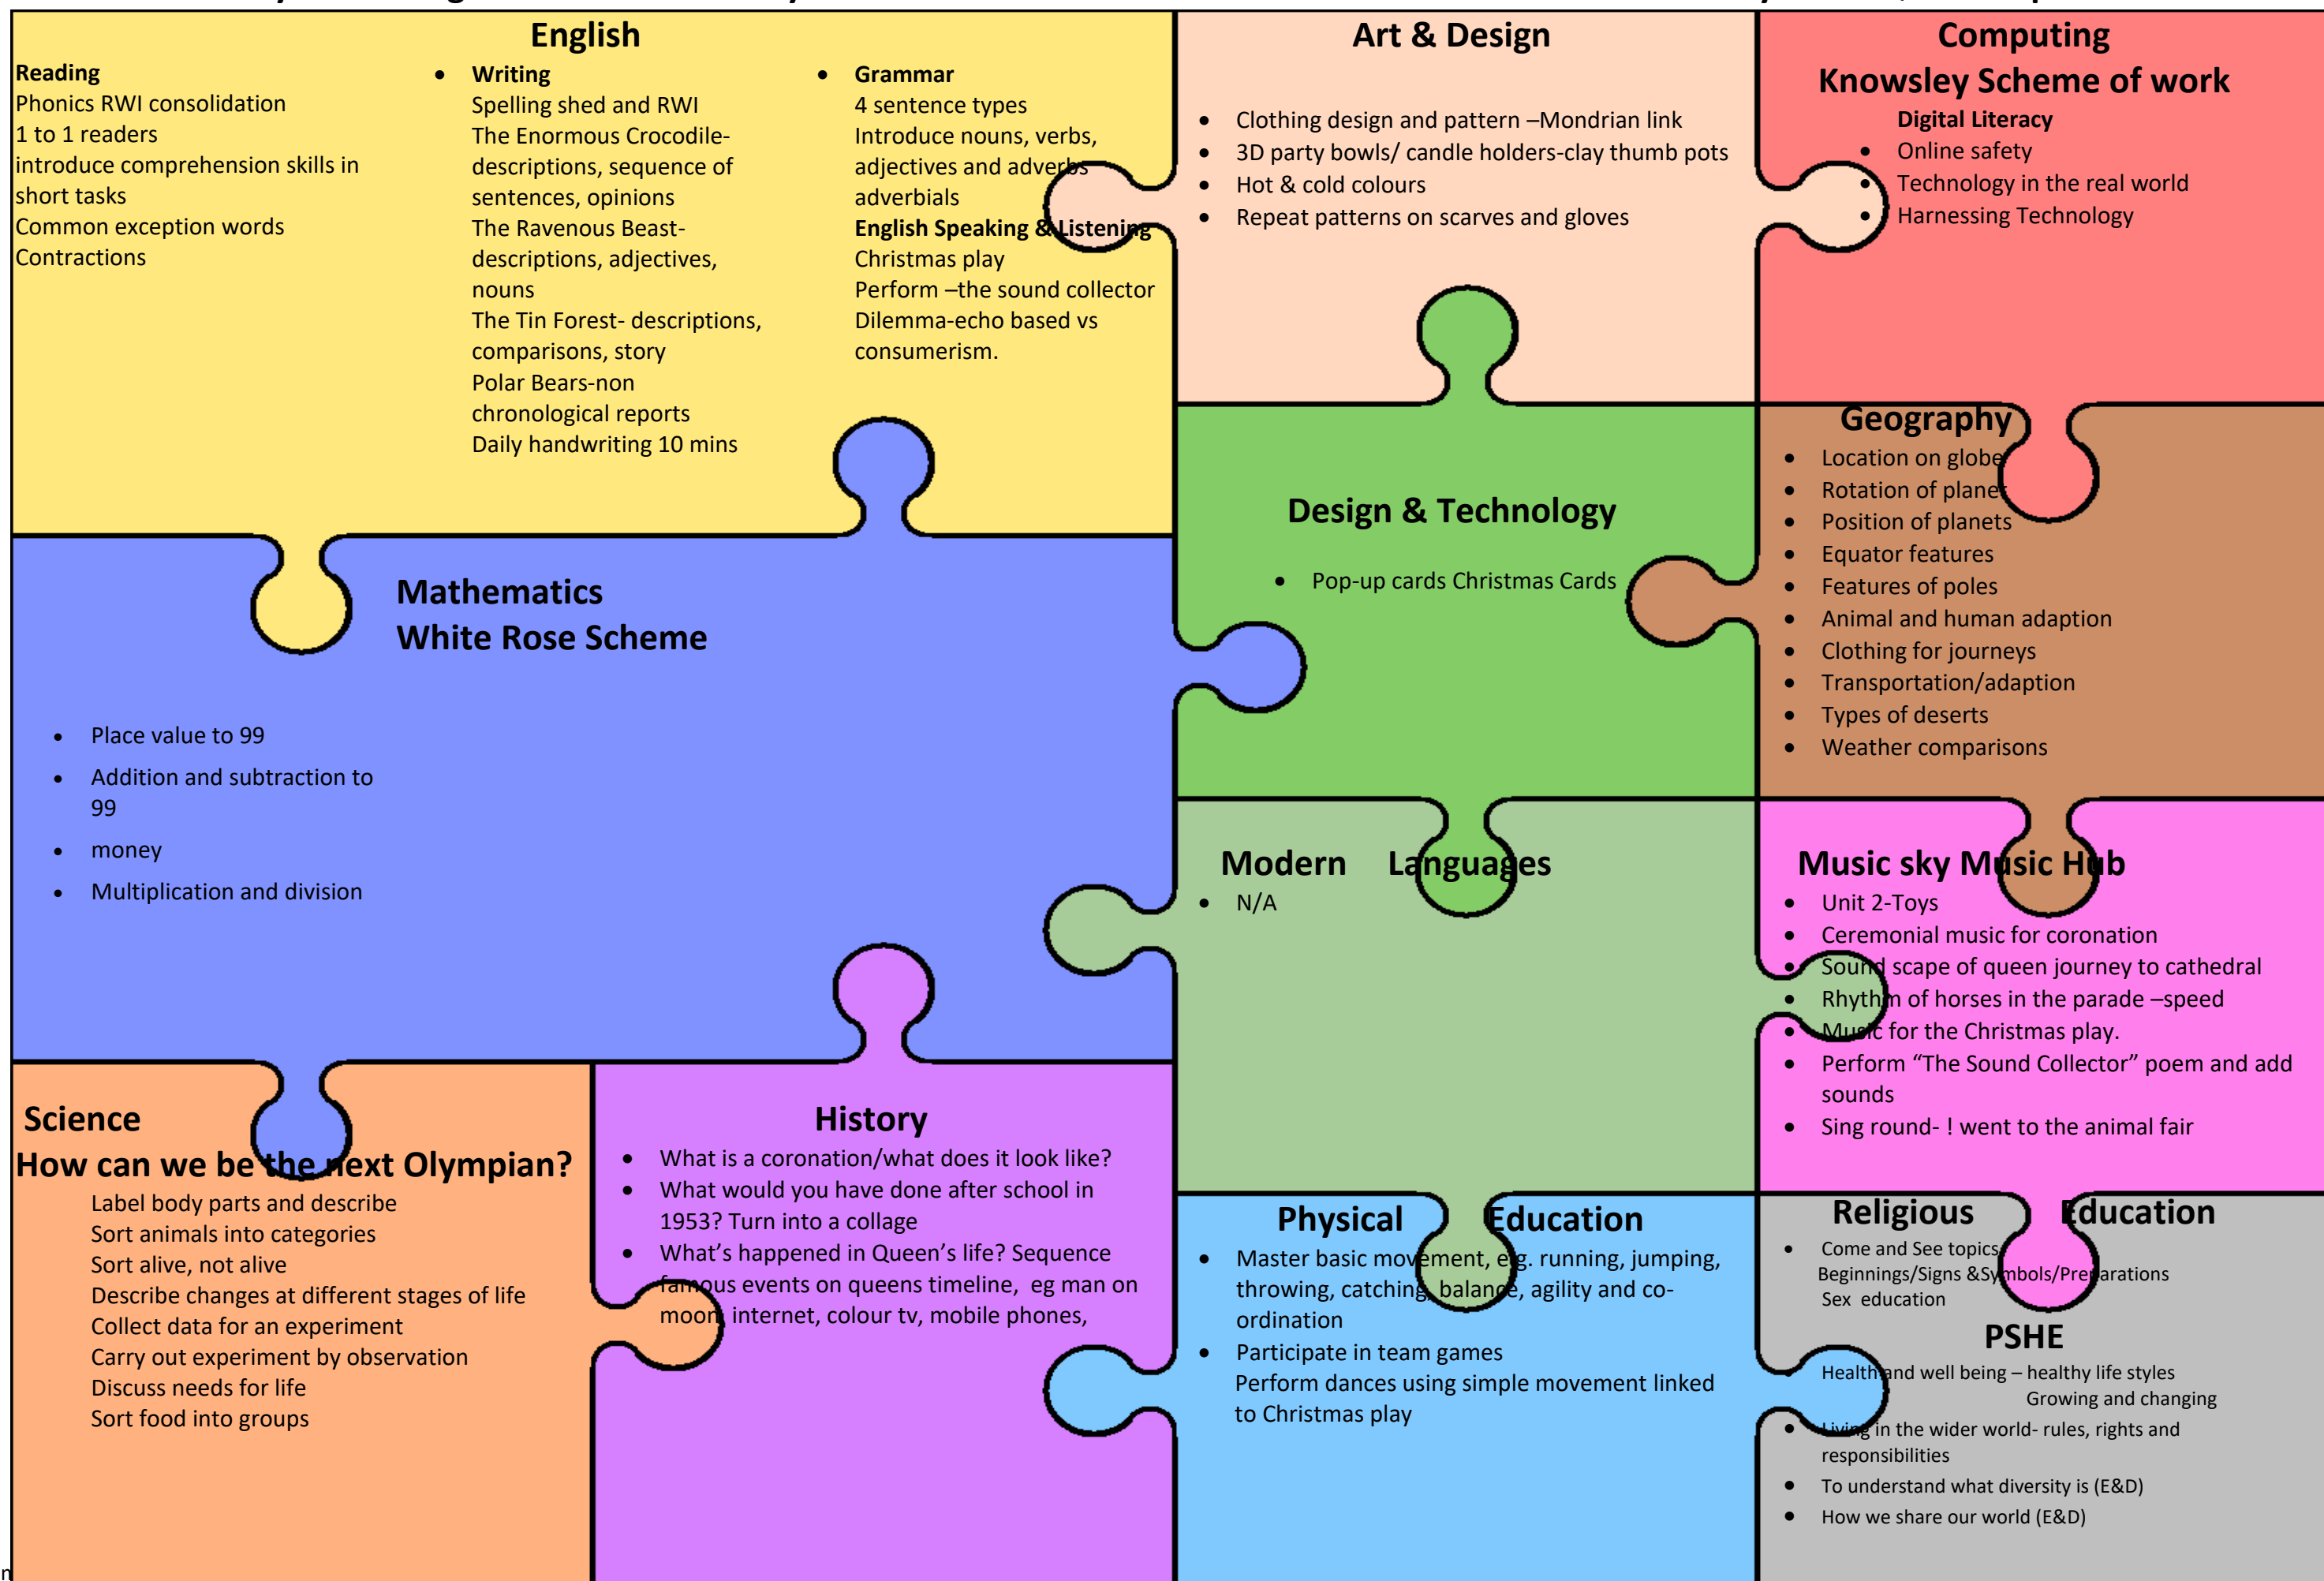 English
Reading
Phonics RWI consolidation
1 to 1 readers
introduce comprehension skills in
short tasks
Common exception words
Contractions
• Writing
Spelling shed and RWI
The Enormous Crocodile-
descriptions, sequence of
sentences, opinions
The Ravenous Beast-
descriptions, adjectives,
nouns
The Tin Forest- descriptions,
comparisons, story
Polar Bears-non
chronological reports
Daily handwriting 10 mins
• Grammar
4 sentence types
Introduce nouns, verbs,
adjectives and adverbs
adverbials
English Speaking & Listening
Christmas play
Perform –the sound collector
Dilemma-echo based vs
consumerism.
Art & Design
• Clothing design and pattern –Mondrian link
• 3D party bowls/ candle holders-clay thumb pots
• Hot & cold colours
• Repeat patterns on scarves and gloves
Computing
Knowsley Scheme of work
Digital Literacy
• Online safety
• Technology in the real world
• Harnessing Technology
Mathematics
White Rose Scheme
• Place value to 99
• Addition and subtraction to
99
• money
• Multiplication and division
Design & Technology
• Pop-up cards Christmas Cards
Geography
• Location on globe
• Rotation of planet
• Position of planets
• Equator features
• Features of poles
• Animal and human adaption
• Clothing for journeys
• Transportation/adaption
• Types of deserts
• Weather comparisons
Modern Languages
• N/A
Music sky Music Hub
• Unit 2-Toys
• Ceremonial music for coronation
• Sound scape of queen journey to cathedral
• Rhythm of horses in the parade –speed
• Music for the Christmas play.
• Perform “The Sound Collector” poem and add
sounds
• Sing round- ! went to the animal fair
Science
How can we be the next Olympian?
Label body parts and describe
Sort animals into categories
Sort alive, not alive
Describe changes at different stages of life
Collect data for an experiment
Carry out experiment by observation
Discuss needs for life
Sort food into groups
History
• What is a coronation/what does it look like?
• What would you have done after school in
1953? Turn into a collage
• What’s happened in Queen’s life? Sequence
famous events on queens timeline, eg man on
moon, internet, colour tv, mobile phones,
Physical Education
• Master basic movement, e.g. running, jumping,
throwing, catching, balance, agility and co-
ordination
• Participate in team games
Perform dances using simple movement linked
to Christmas play
Religious Education
• Come and See topics
Beginnings/Signs &Symbols/Preparations
Sex education
PSHE
• Health and well being – healthy life styles
Growing and changing
• Living in the wider world- rules, rights and
responsibilities
• To understand what diversity is (E&D)
• How we share our world (E&D)